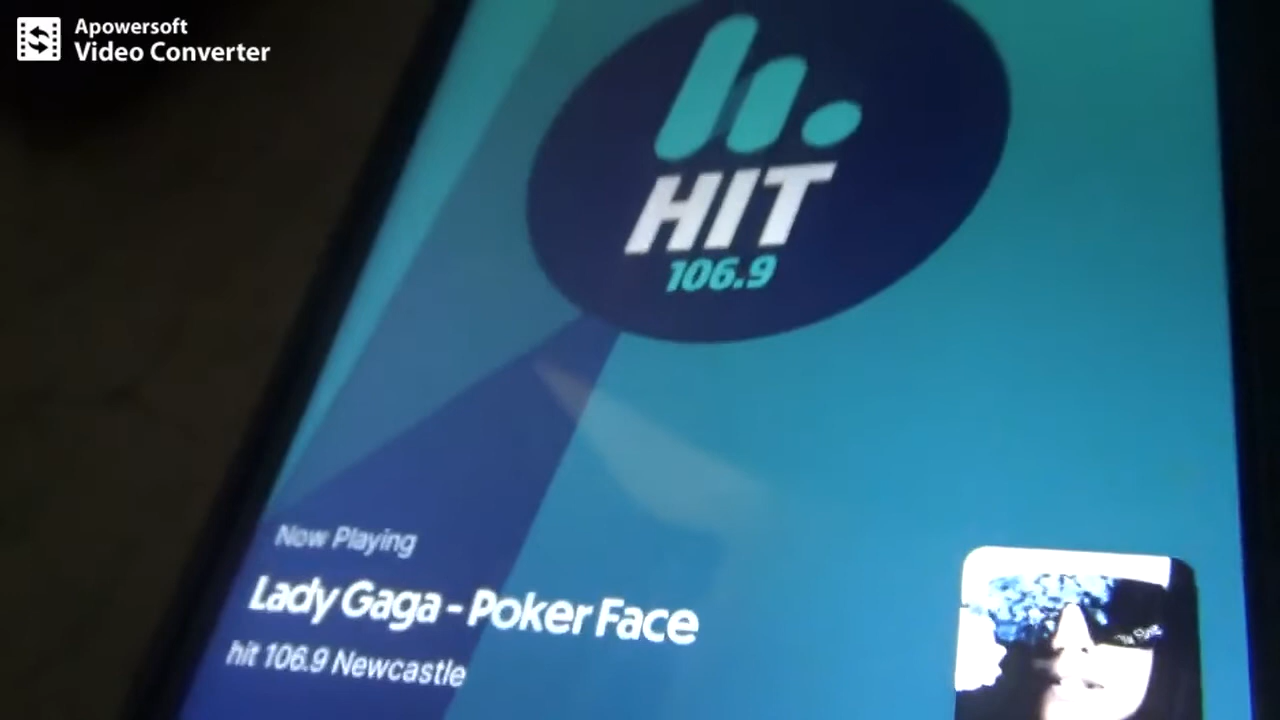 Apowersoft
Video Converter
HIT
106.9
Now Playing
Lady Gaga - Poker Face
hit 106.9 Newcastle